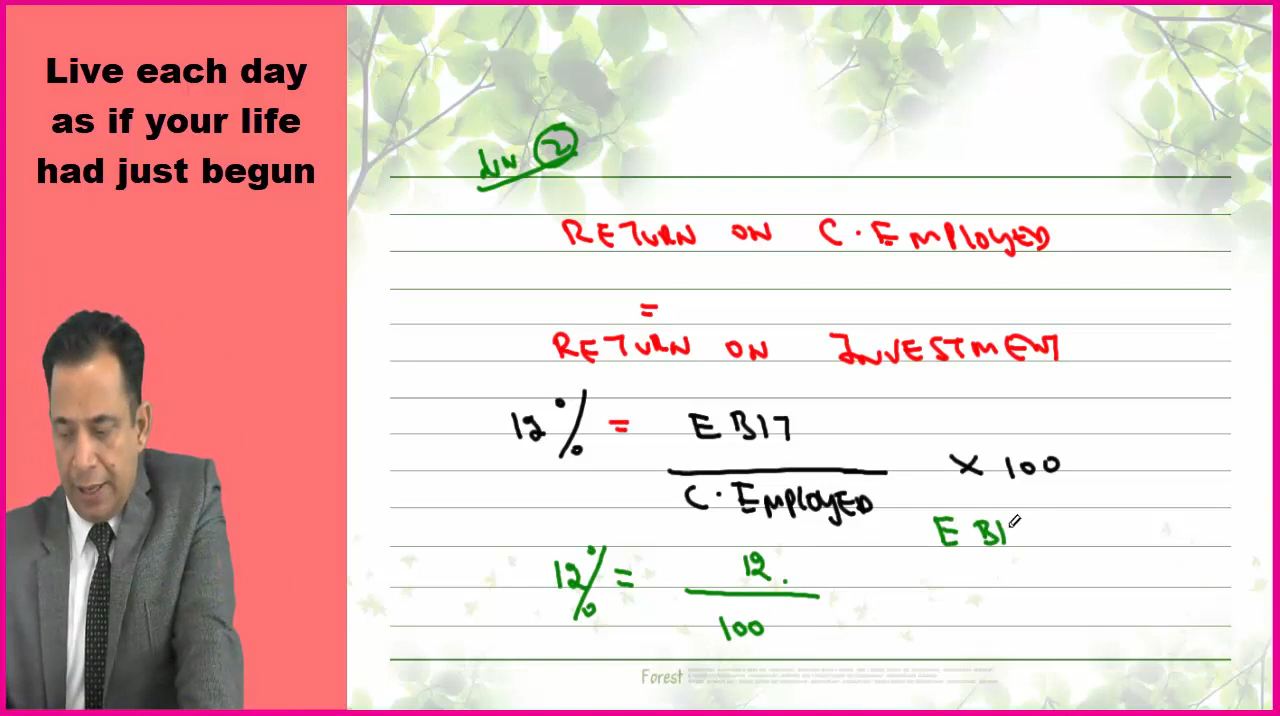 Live each day
as if your life
had just begun
2
RETURN ON C. EMPLOYED
=
RETURN ON INVESTMENT
12% = EBIT
C. EMPLOYED
× 100
EBI
12% = 12.
100
Forest